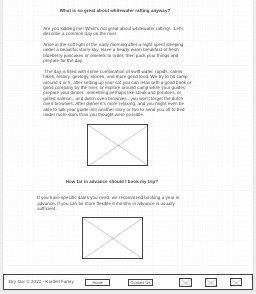 What is so great about whitewater rafting anyway?
Are you kidding me! What's not great about whitewater rafting!. Let's
describe a common day on the river.
Arise in the soft light of the early morning after a night spent sleeping
under a beautiful starry sky. Have a hearty warm breakfast of fresh
blueberry pancakes or omelets to order, then pack your things and
prepare for the day.
The day is filled with some combination of swiftwater, rapids, calms,
hikes, history, geology, stories, and more good food. We try to hit camp
around 4 or 5, after setting up your cot you can relax with a good book or
good company by the river, or explore around camp while your guides
prepare your dinner, something perhaps like steak and potatoes, or
grilled salmon...and dutch oven brownies...you won't forget the dutch
oven brownies. After dinner it's more relaxing, and you might even be
able to talk your guide into another story or two to send you off to bed
under more stars than you thought were possible.
How far in advance should I book my trip?
If you have specific dates you need, we recommend booking a year in
advance. If you can be more flexible 6 months in advance is usually
sufficient.
Dry Oar © 2022 - Kordell Furley
Home
Contact Us